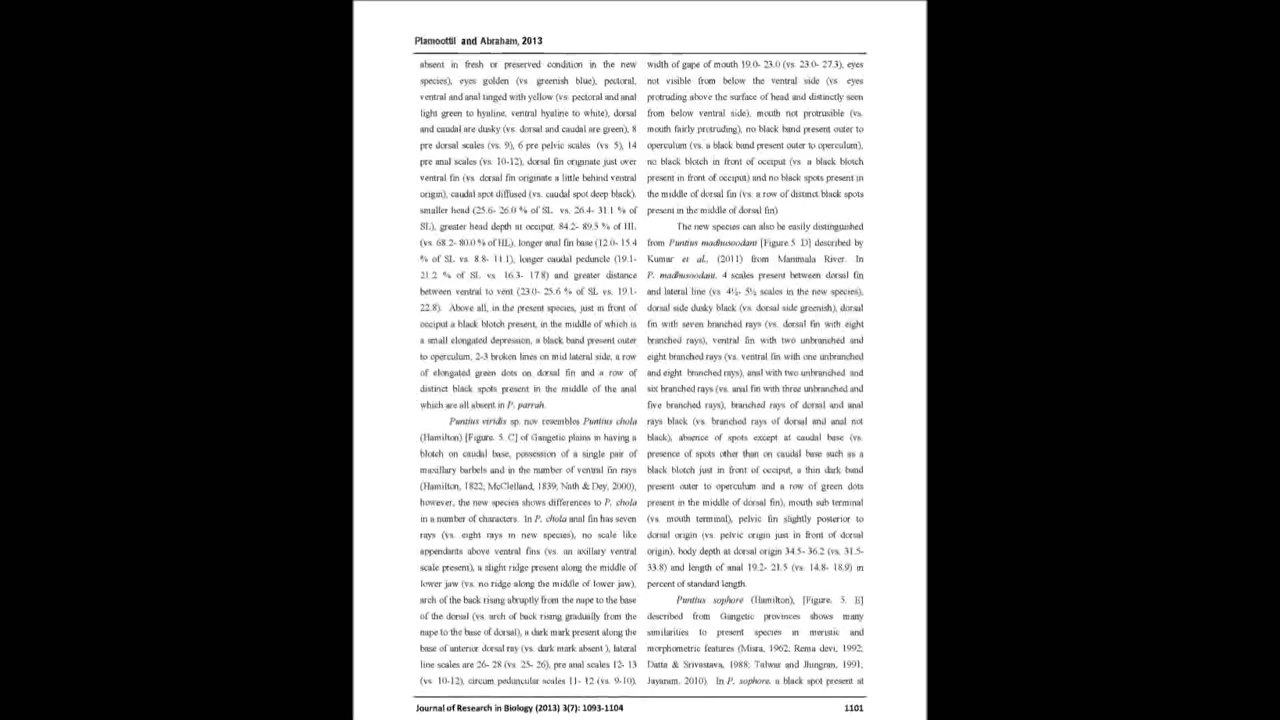 Plamoottil and Abraham, 2013
absent in fresh or preserved condition in the new
species), eyes golden (vs greenish blue), pectoral,
ventral and anal tinged with yellow (vs. pectoral and anal
light green to hyaline, ventral hyaline to white), dorsal
and caudal are dusky (vs. dorsal and caudal are green), 8
pre dorsal scales (vs. 9), 6 pre pelvic scales (vs 5), 14
pre anal scales (vs. 10-12), dorsal fin originate just over
ventral fin (vs dorsal fin originate a little behind ventral
origin), caudal spot diffused (vs. caudal spot deep black),
smaller head (25.6- 26.0 % of SL vs. 26.4- 31.1 % of
SL), greater head depth at occiput, 84.2- 89.5 % of HL
(vs. 68.2- 80.0 % of HL), longer anal fin base (12.0- 15.4
% of SL vs. 8.8- 11.1), longer caudal peduncle (19.1-
21.2 % of SL vs 16.3- 17.8) and greater distance
between ventral to vent (23.0- 25.6 % of SL vs. 19.1-
22.8). Above all, in the present species, just in front of
occiput a black blotch present, in the middle of which is
a small elongated depression, a black band present outer
to operculum, 2-3 broken lines on mid lateral side, a row
of elongated green dots on dorsal fin and a row of
distinct black spots present in the middle of the anal
which are all absent in P. parrah.
Puntius viridis sp. nov resembles Puntius chola
(Hamilton) [Figure. 5. C] of Gangetic plains in having a
blotch on caudal base, possession of a single pair of
maxillary barbels and in the number of ventral fin rays
(Hamilton, 1822; McClelland, 1839; Nath & Dey, 2000),
however, the new species shows differences to P. chola
in a number of characters. In P. chola anal fin has seven
rays (vs. eight rays in new species), no scale like
appendants above ventral fins (vs. an axillary ventral
scale present), a slight ridge present along the middle of
lower jaw (vs. no ridge along the middle of lower jaw),
arch of the back rising abruptly from the nape to the base
of the dorsal (vs. arch of back rising gradually from the
nape to the base of dorsal), a dark mark present along the
base of anterior dorsal ray (vs. dark mark absent ), lateral
line scales are 26- 28 (vs 25- 26), pre anal scales 12- 13
(vs 10-12), circum peduncular scales 11- 12 (vs. 9-10),
width of gape of mouth 19.0- 23.0 (vs. 23.0- 27.3), eyes
not visible from below the ventral side (vs eyes
protruding above the surface of head and distinctly seen
from below ventral side), mouth not protrusible (vs.
mouth fairly protruding), no black band present outer to
operculum (vs. a black band present outer to operculum),
no black blotch in front of occiput (vs a black blotch
present in front of occiput) and no black spots present in
the middle of dorsal fin (vs. a row of distinct black spots
present in the middle of dorsal fin)
The new species can also be easily distinguished
from Puntius madhusoodani [Figure.5 D] described by
Kumar et al., (2011) from Manimala River. In
P. madhusoodani, 4 scales present between dorsal fin
and lateral line (vs 4½- 5½ scales in the new species),
dorsal side dusky black (vs. dorsal side greenish), dorsal
fin with seven branched rays (vs. dorsal fin with eight
branched rays), ventral fin with two unbranched and
eight branched rays (vs. ventral fin with one unbranched
and eight branched rays), anal with two unbranched and
six branched rays (vs. anal fin with three unbranched and
five branched rays), branched rays of dorsal and anal
rays black (vs. branched rays of dorsal and anal not
black), absence of spots except at caudal base (vs.
presence of spots other than on caudal base such as a
black blotch just in front of occiput, a thin dark band
present outer to operculum and a row of green dots
present in the middle of dorsal fin), mouth sub terminal
(vs. mouth terminal), pelvic fin slightly posterior to
dorsal origin (vs. pelvic origin just in front of dorsal
origin), body depth at dorsal origin 34.5- 36.2 (vs. 31.5-
33.8) and length of anal 19.2- 21.5 (vs. 14.8- 18.9) in
percent of standard length.
Puntius sophore (Hamilton), [Figure. 5. E]
described from Gangetic provinces shows many
similarities to present species in meristic and
morphometric features (Misra, 1962; Rema devi, 1992;
Datta & Srivastava, 1988; Talwar and Jhingran, 1991;
Jayaram, 2010). In P. sophore, a black spot present at
Journal of Research in Biology (2013) 3(7): 1093-1104
1101